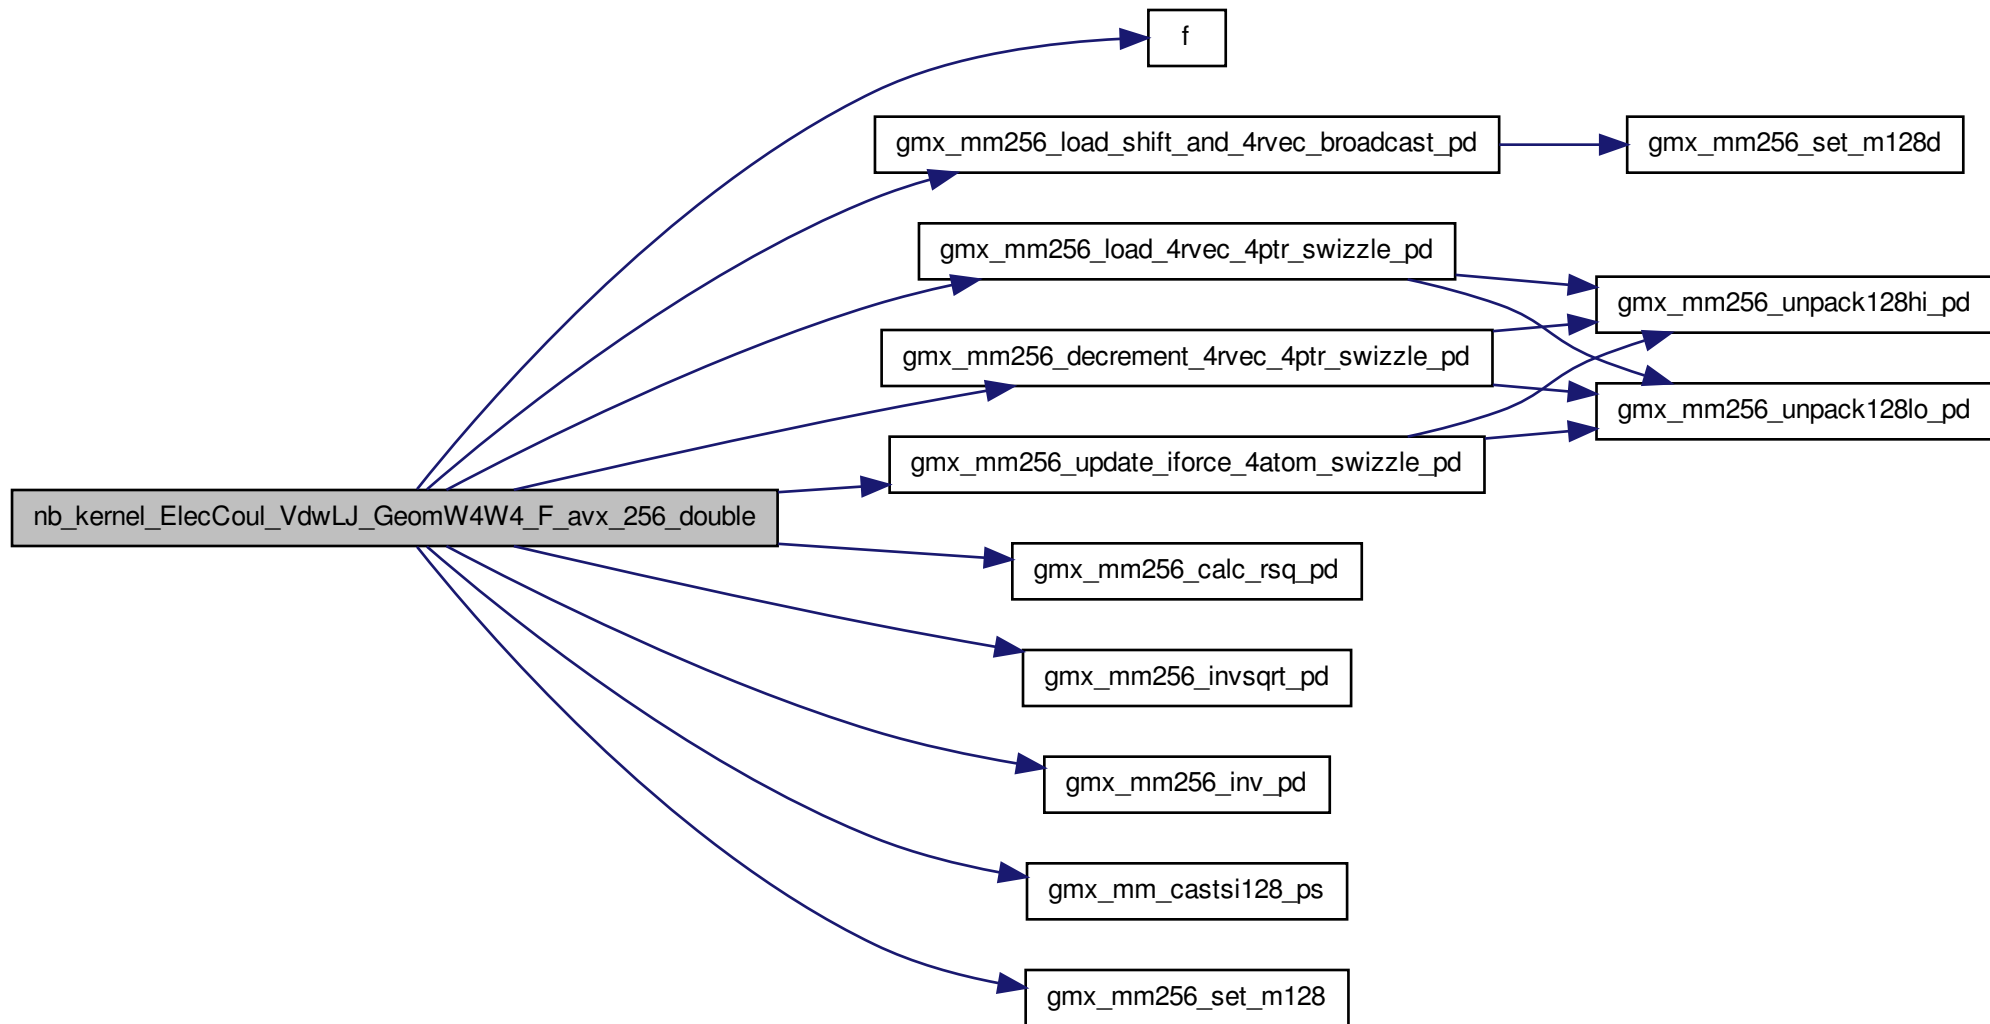 f
gmx_mm256_load_shift_and_4rvec_broadcast_pd
gmx_mm256_set_m128d
gmx_mm256_load_4rvec_4ptr_swizzle_pd
gmx_mm256_unpack128hi_pd
gmx_mm256_decrement_4rvec_4ptr_swizzle_pd
gmx_mm256_unpack128lo_pd
gmx_mm256_update_iforce_4atom_swizzle_pd
nb_kernel_ElecCoul_VdwLJ_GeomW4W4_F_avx_256_double
gmx_mm256_calc_rsq_pd
gmx_mm256_invsqrt_pd
gmx_mm256_inv_pd
gmx_mm_castsi128_ps
gmx_mm256_set_m128